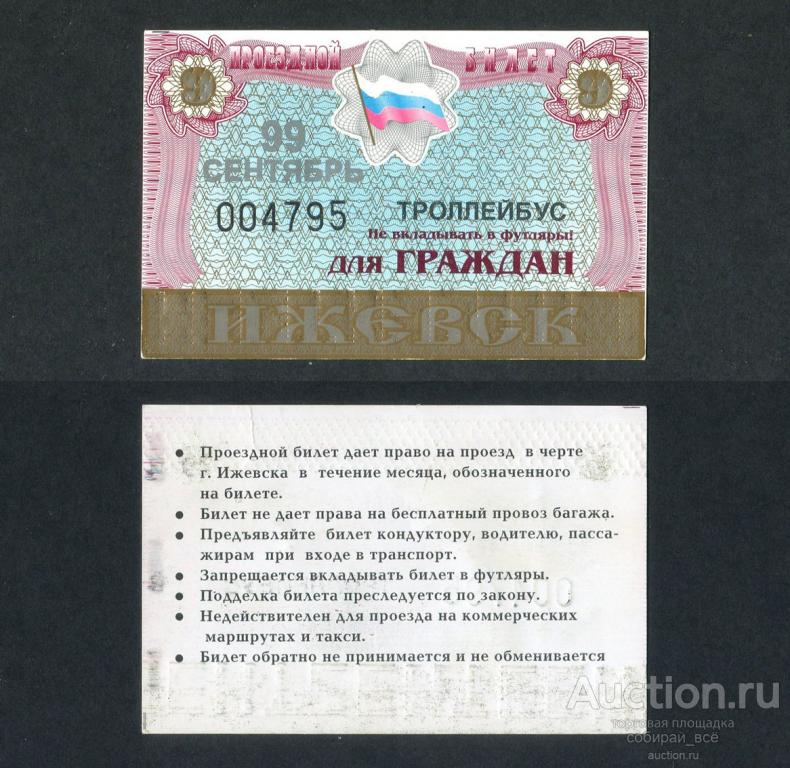 ПРОЕЗДНОЙ БИЛЕТ
9 9
99
СЕНТЯБРЬ
004795 ТРОЛЛЕЙБУС
Не вкладывать в футляры!
для ГРАЖДАН
ИЖЕВСК
• Проездной билет дает право на проезд в черте
г. Ижевска в течение месяца, обозначенного
на билете.
• Билет не дает права на бесплатный провоз багажа.
• Предъявляйте билет кондуктору, водителю, пасса-
жирам при входе в транспорт.
• Запрещается вкладывать билет в футляры.
• Подделка билета преследуется по закону.
• Недействителен для проезда на коммерческих
маршрутах и такси.
• Билет обратно не принимается и не обменивается
Auction.ru
торговая площадка
собирай_всё
auction.ru